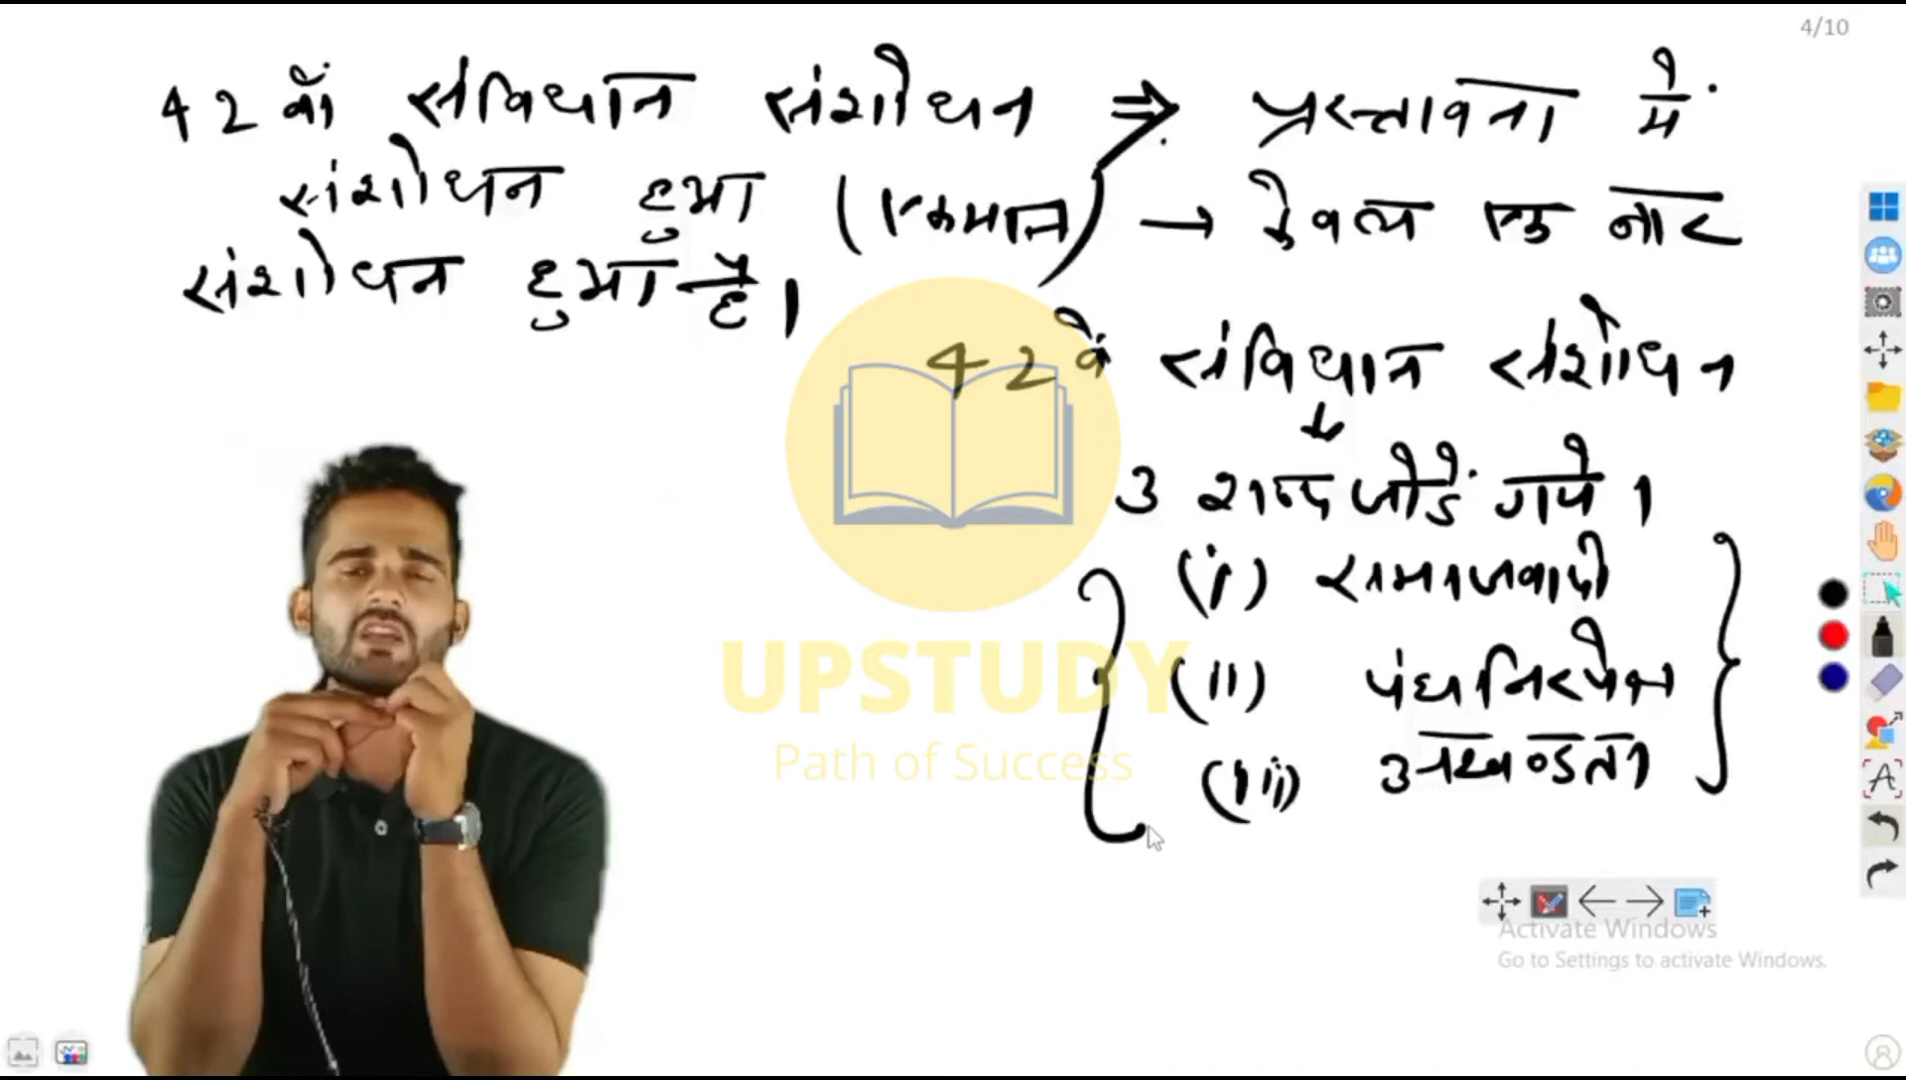 4/10
42 वाँ संविधान संशोधन ⇒ प्रस्तावना में
संशोधन हुआ (एकमात्र) → केवल एक बार
संशोधन हुआ है।
42वें संविधान संशोधन
↓
3 शब्द जोड़ें गये।
(i) समाजवादी
(ii) पंथनिरपेक्ष
(iii) अखण्डता
UPSTUDY
Path of Success
Activate Windows
Go to Settings to activate Windows.